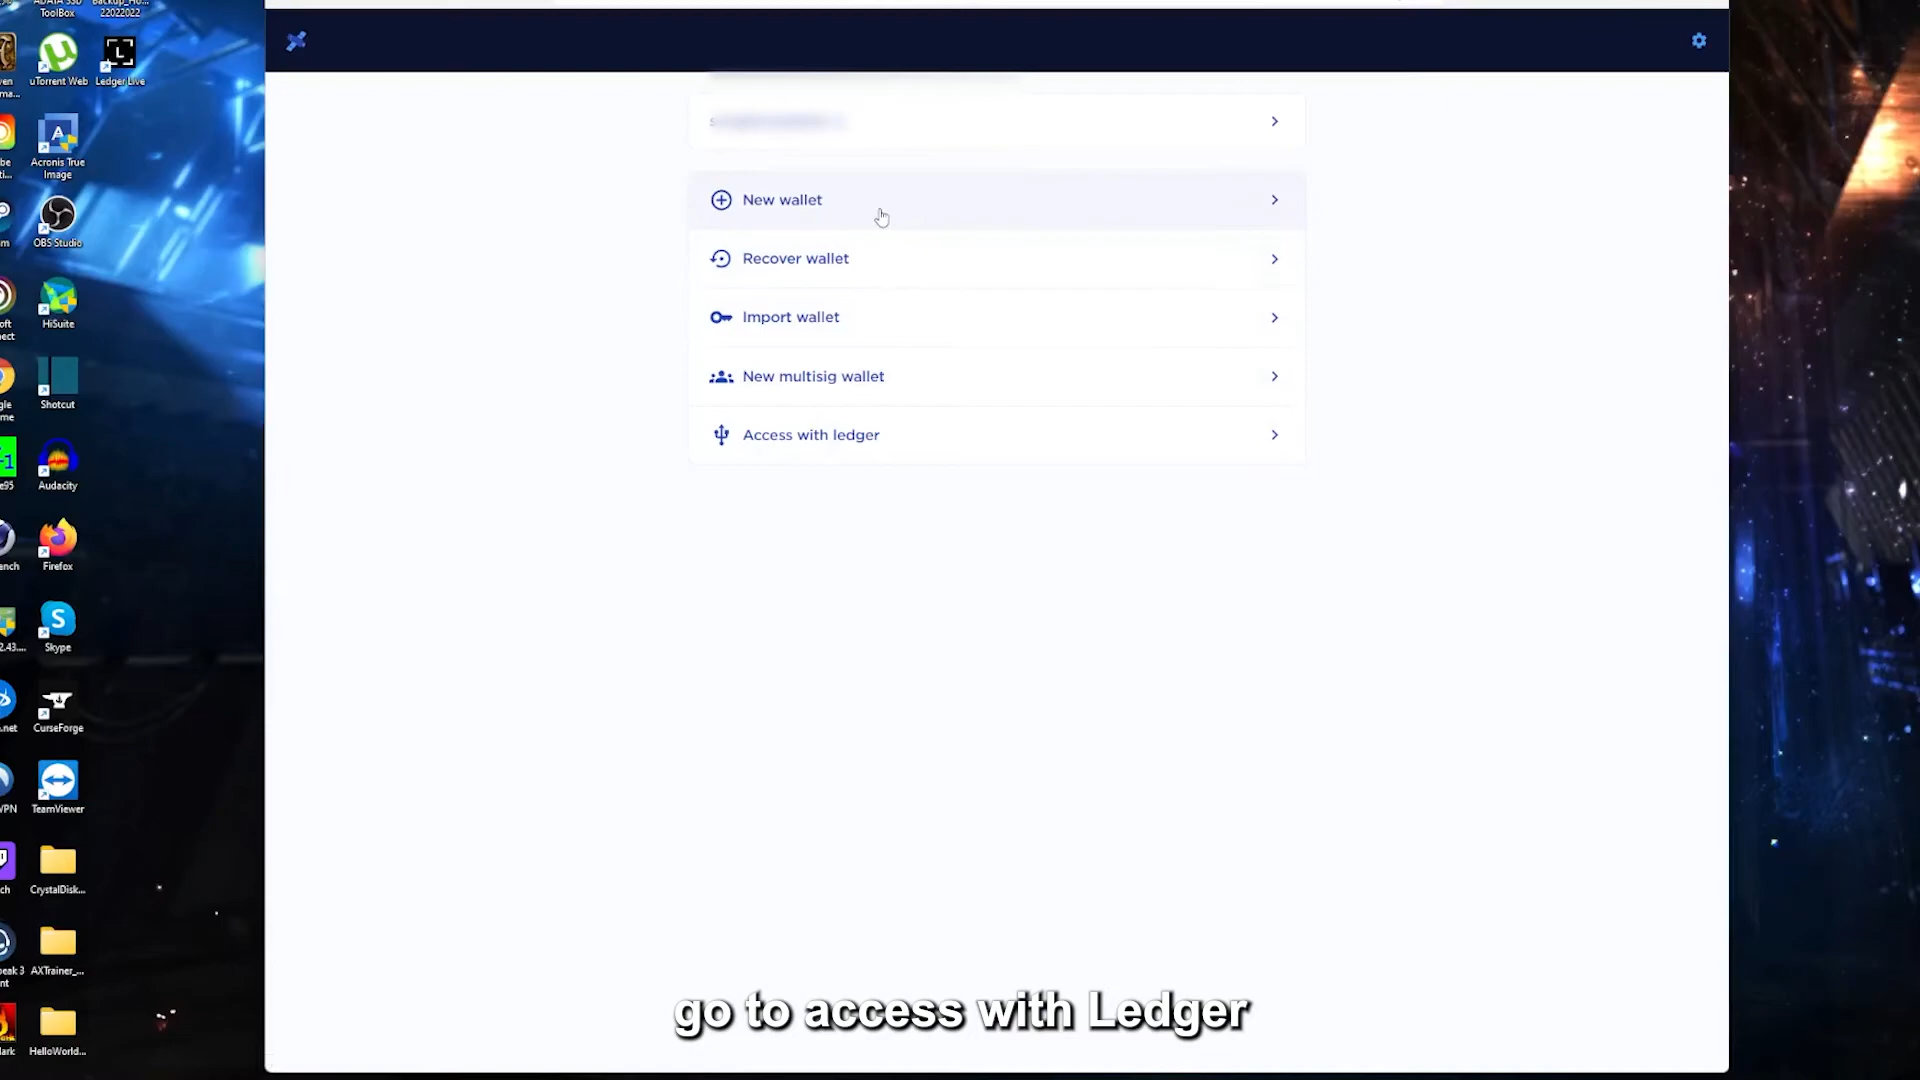 ToolBox
22022022
uTorrent Web
Ledger Live
Acronis True
Image
OBS Studio
HiSuite
Shotcut
Audacity
Firefox
Skype
CurseForge
TeamViewer
CrystalDisk...
AXTrainer_...
HelloWorld...
New wallet
Recover wallet
Import wallet
New multisig wallet
Access with ledger
go to access with Ledger